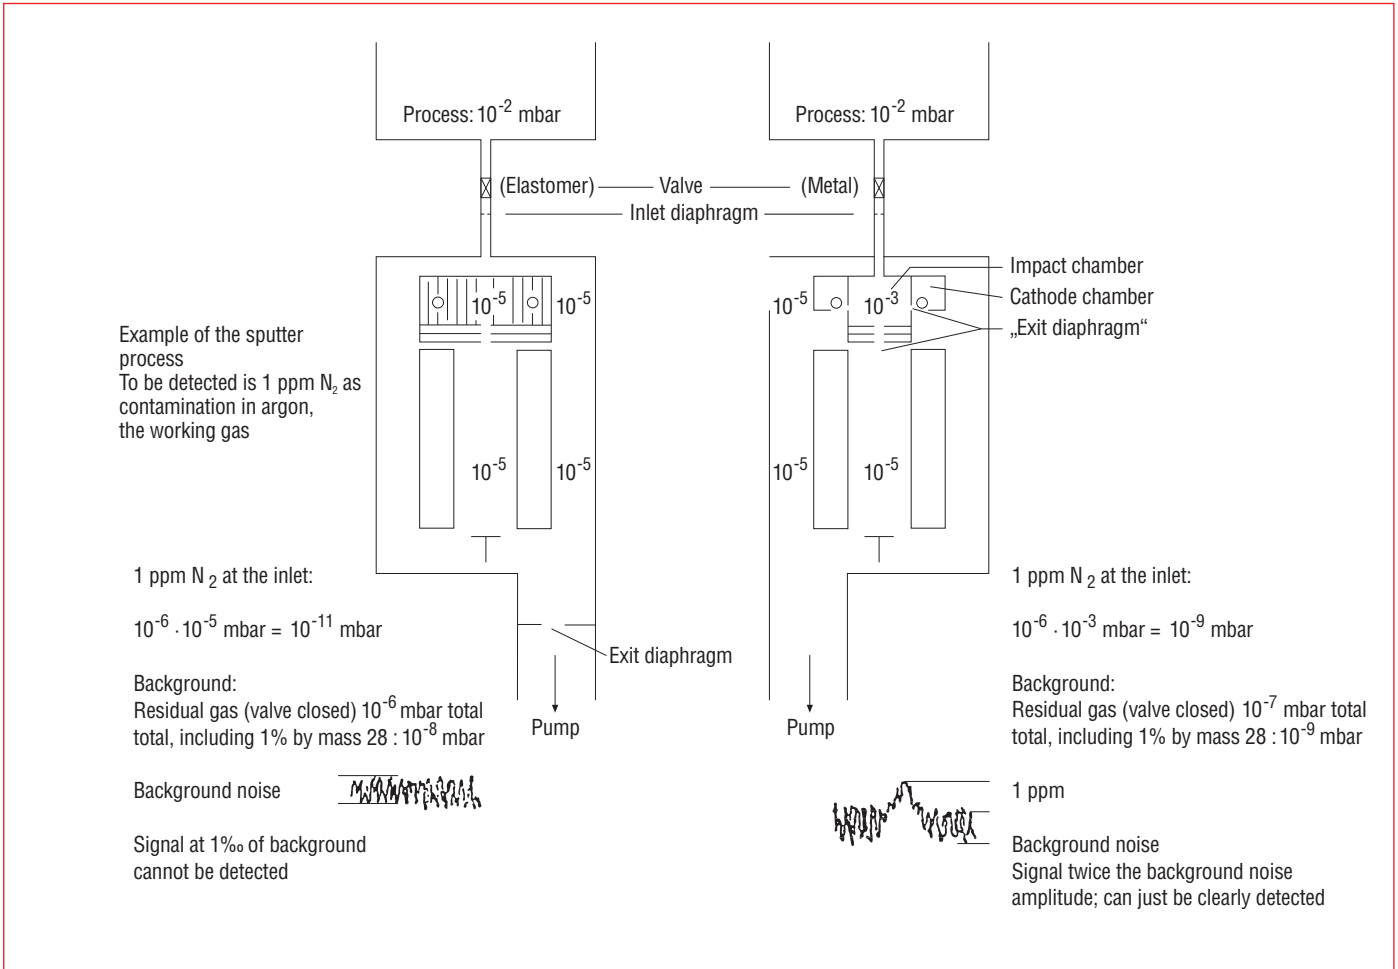 Process: 10⁻² mbar
Process: 10⁻² mbar
(Elastomer) Valve (Metal)
Inlet diaphragm
Impact chamber
10⁻⁵ 10⁻⁵ 10⁻⁵ 10⁻³
Cathode chamber
„Exit diaphragm“
Example of the sputter
process
To be detected is 1 ppm N₂ as
contamination in argon,
the working gas
10⁻⁵ 10⁻⁵ 10⁻⁵ 10⁻⁵
1 ppm N ₂ at the inlet:
10⁻⁶ · 10⁻⁵ mbar = 10⁻¹¹ mbar
Exit diaphragm
Background:
Residual gas (valve closed) 10⁻⁶ mbar total
total, including 1% by mass 28 : 10⁻⁸ mbar
Pump
Background noise
Signal at 1‰ of background
cannot be detected
1 ppm N ₂ at the inlet:
10⁻⁶ · 10⁻³ mbar = 10⁻⁹ mbar
Background:
Residual gas (valve closed) 10⁻⁷ mbar total
total, including 1% by mass 28 : 10⁻⁹ mbar
Pump
1 ppm
Background noise
Signal twice the background noise
amplitude; can just be clearly detected